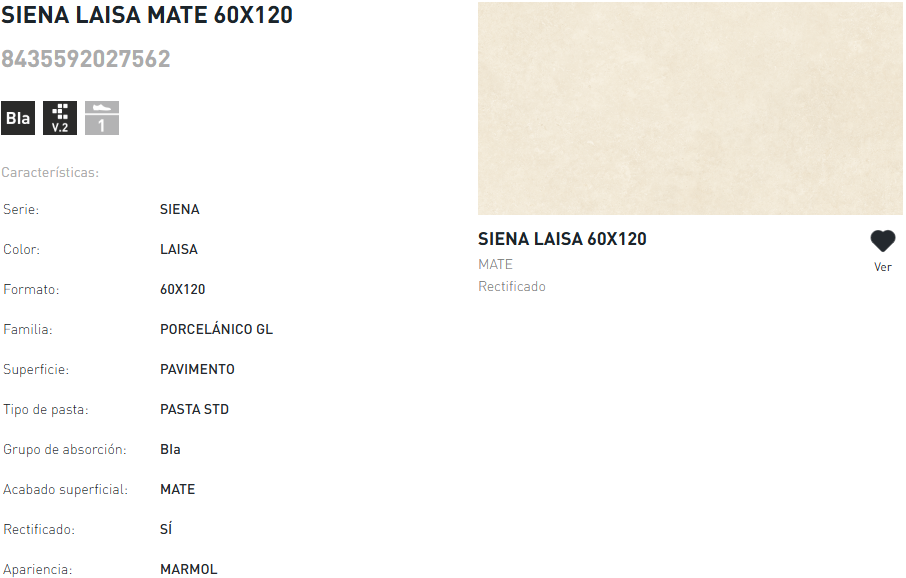 SIENA LAISA MATE 60X120
8435592027562
BIa
V.2
1
Características:
Serie: SIENA
Color: LAISA
Formato: 60X120
Familia: PORCELÁNICO GL
Superficie: PAVIMENTO
Tipo de pasta: PASTA STD
Grupo de absorción: BIa
Acabado superficial: MATE
Rectificado: SÍ
Apariencia: MARMOL
SIENA LAISA 60X120
MATE
Rectificado
Ver